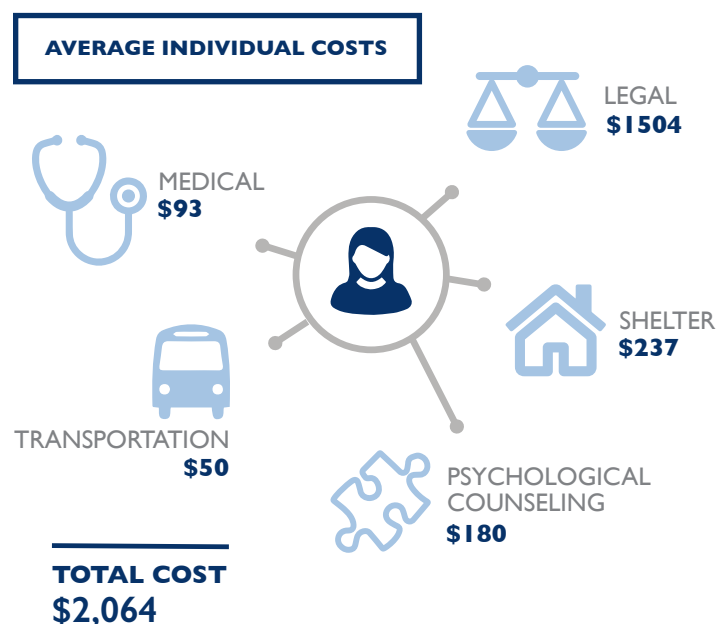 AVERAGE INDIVIDUAL COSTS
LEGAL
$1504
MEDICAL
$93
SHELTER
$237
TRANSPORTATION
$50
PSYCHOLOGICAL
COUNSELING
$180
TOTAL COST
$2,064